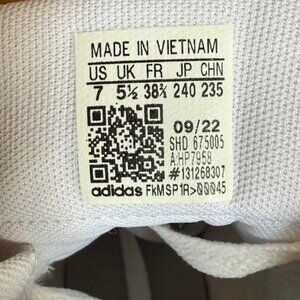 MADE IN VIETNAM
US UK FR JP CHN
7 5½ 38⅔ 240 235
09/22
SHD 675005
A:HP7958
#131268307
adidas FKMSP1R>00045